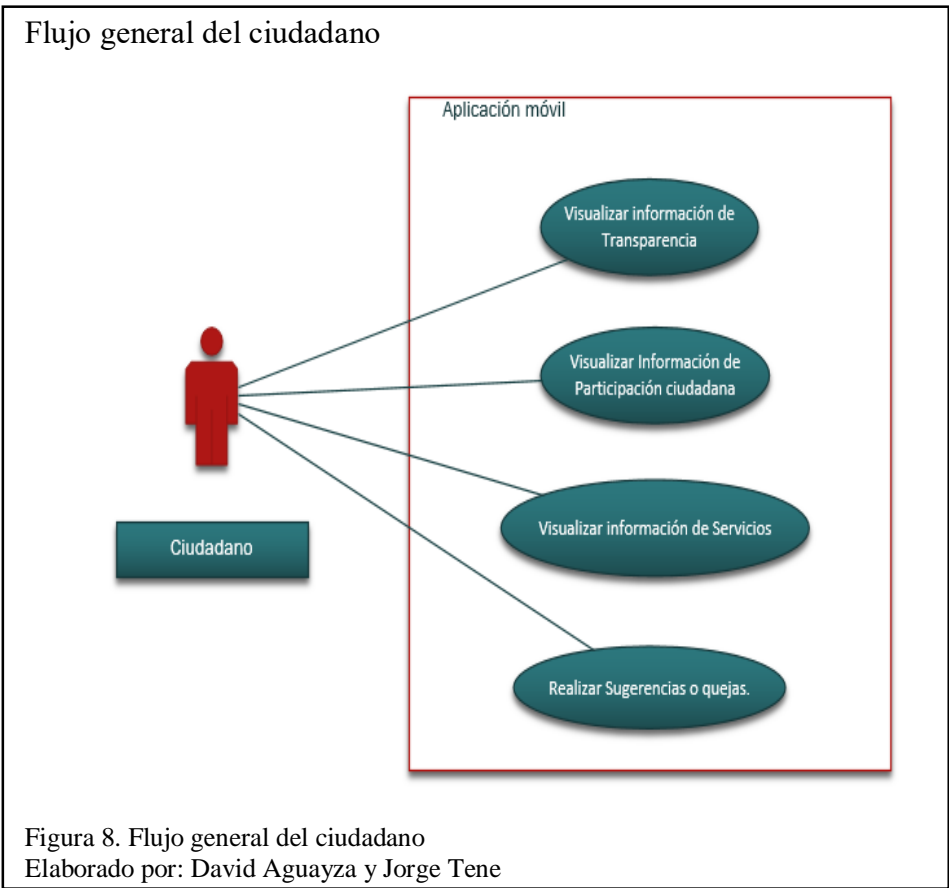 Flujo general del ciudadano
Aplicación móvil
Visualizar información de
Transparencia
Visualizar Información de
Participación ciudadana
Visualizar información de Servicios
Ciudadano
Realizar Sugerencias o quejas.
Figura 8. Flujo general del ciudadano
Elaborado por: David Aguayza y Jorge Tene